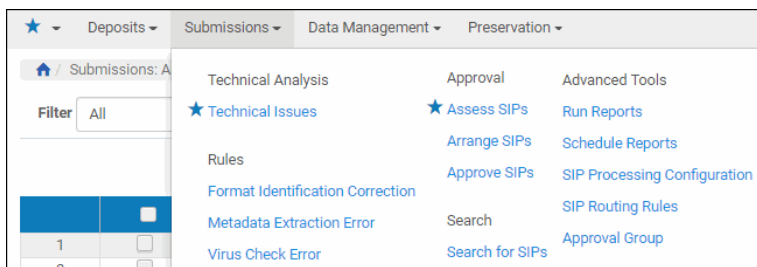 Deposits Submissions Data Management Preservation
/ Submissions: A
Filter All
Technical Analysis
Technical Issues
Rules
Format Identification Correction
Metadata Extraction Error
Virus Check Error
Approval
Assess SIPs
Arrange SIPs
Approve SIPs
Search
Search for SIPs
Advanced Tools
Run Reports
Schedule Reports
SIP Processing Configuration
SIP Routing Rules
Approval Group
1